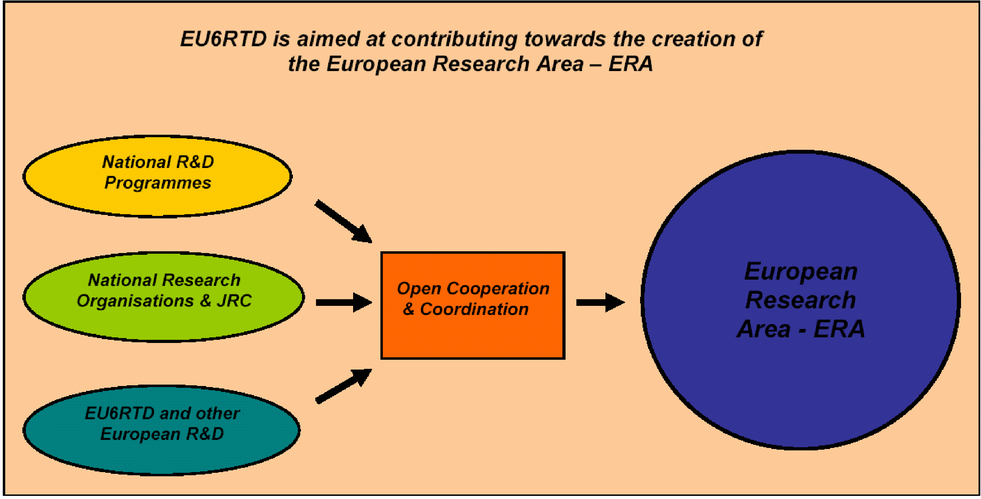 EU6RTD is aimed at contributing towards the creation of
the European Research Area – ERA
National R&D
Programmes
National Research
Organisations & JRC
EU6RTD and other
European R&D
Open Cooperation
& Coordination
European
Research
Area - ERA